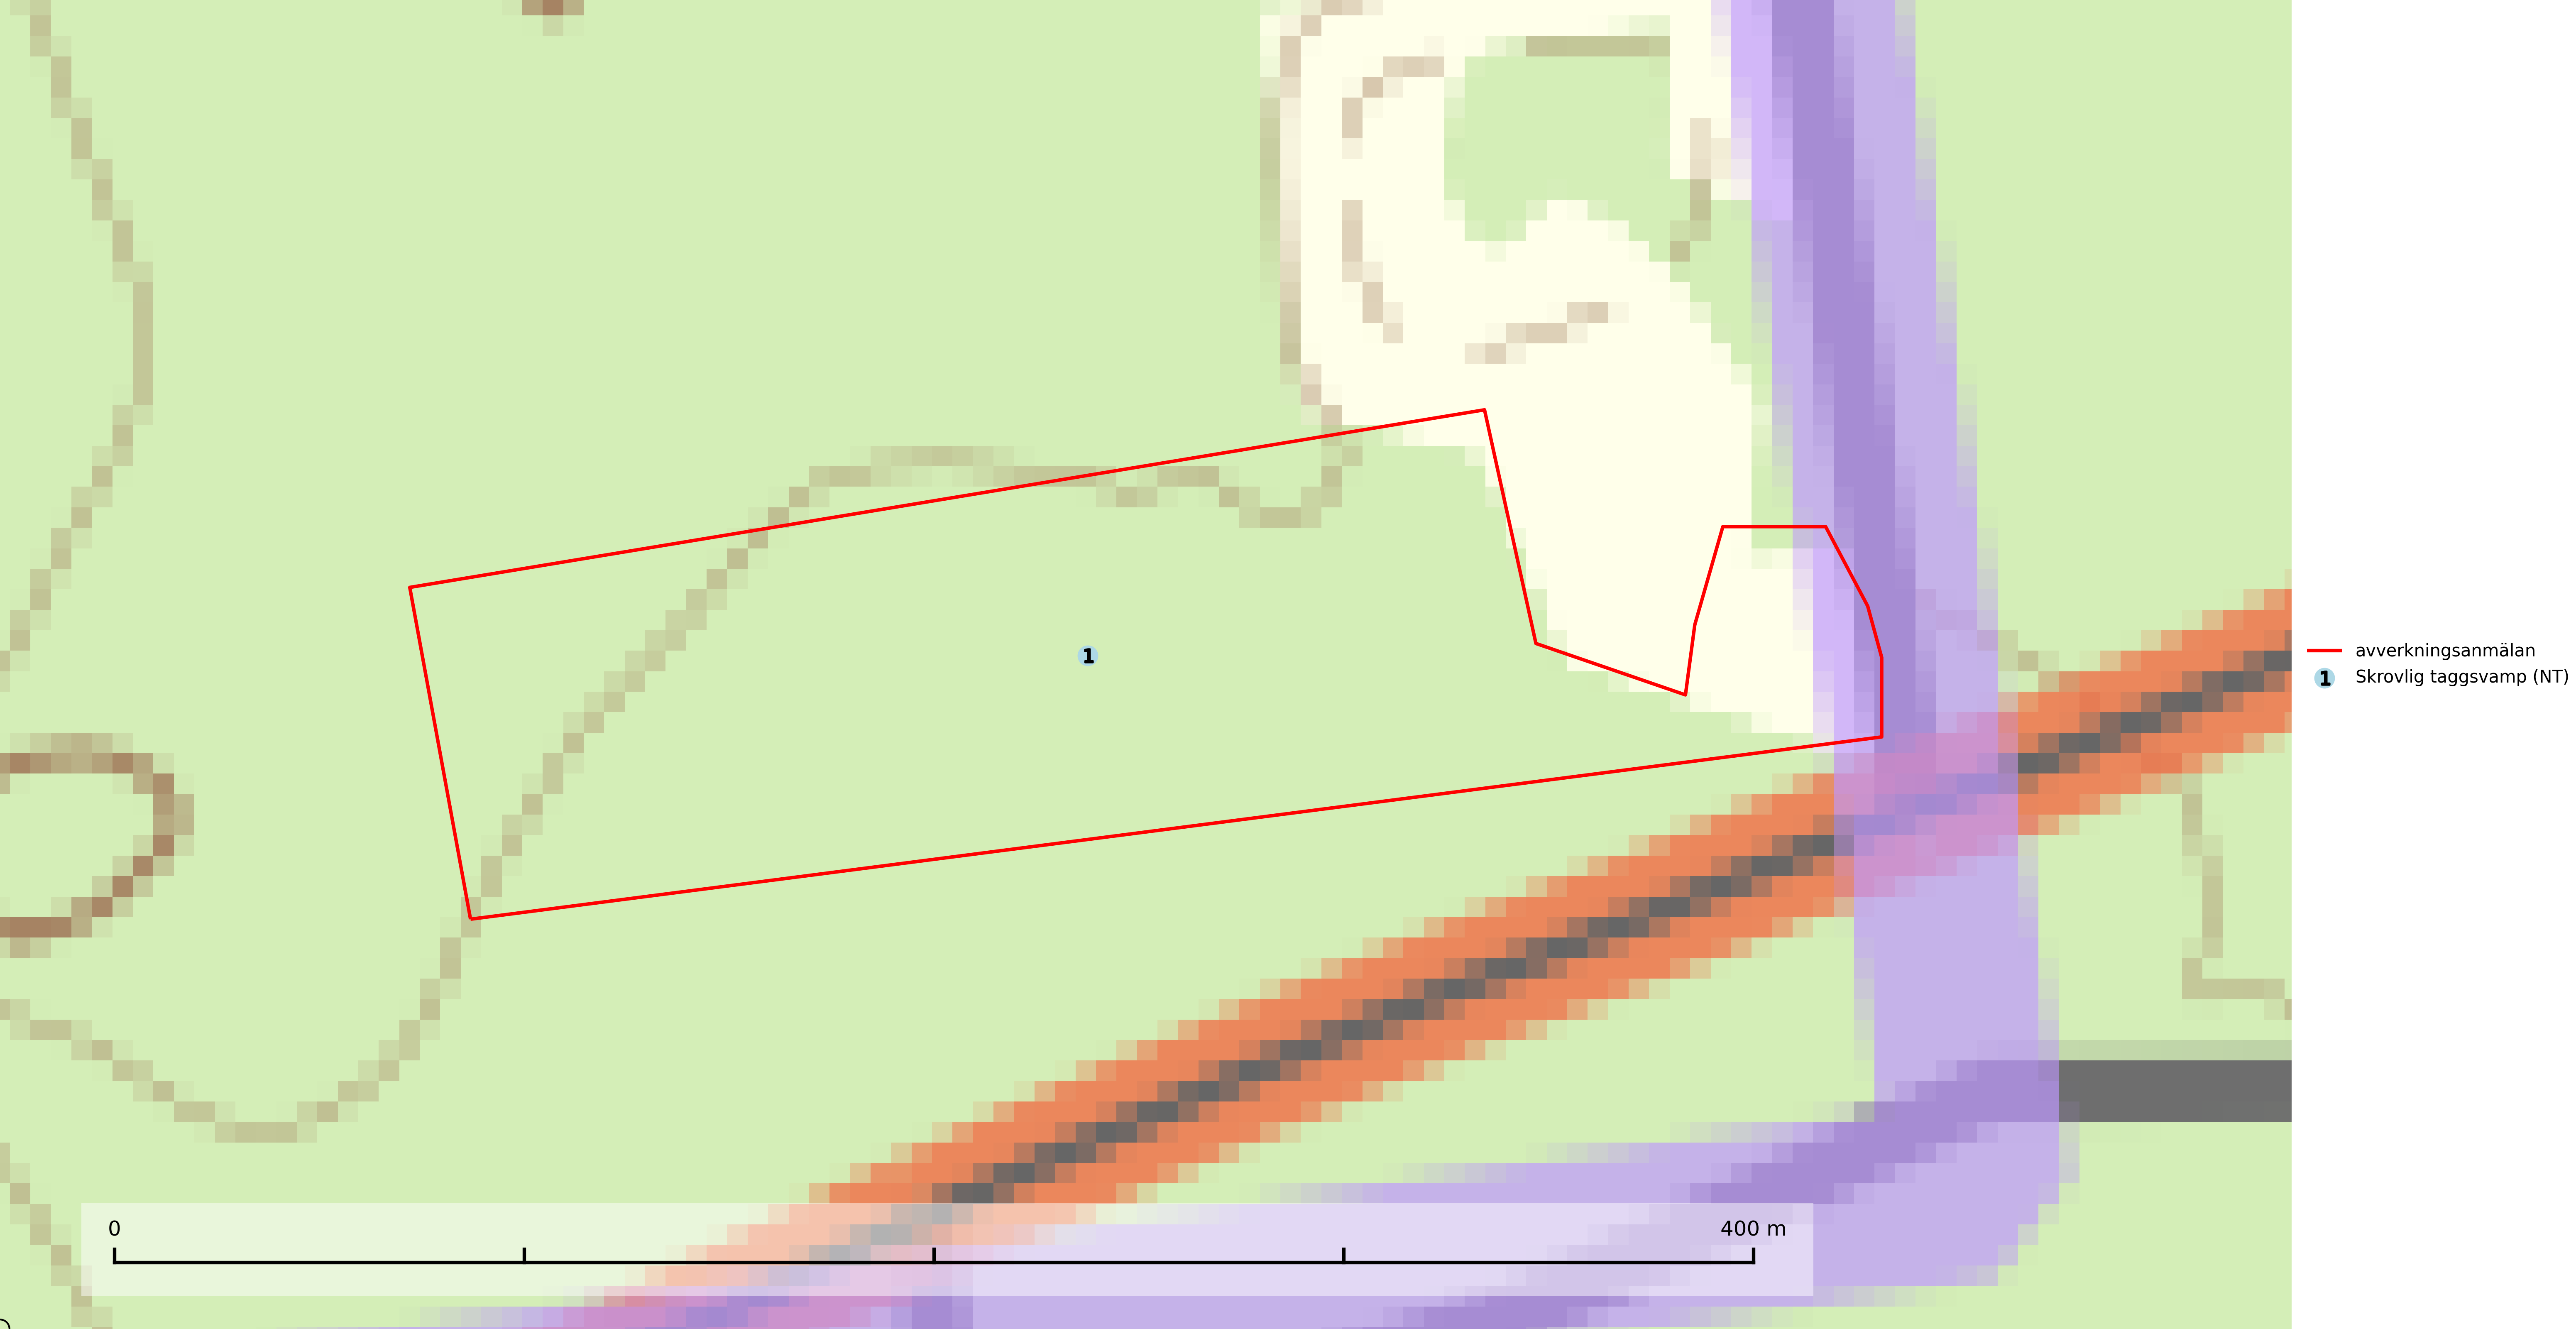 1
0
400 m
avverkningsanmälan
1 Skrovlig taggsvamp (NT)